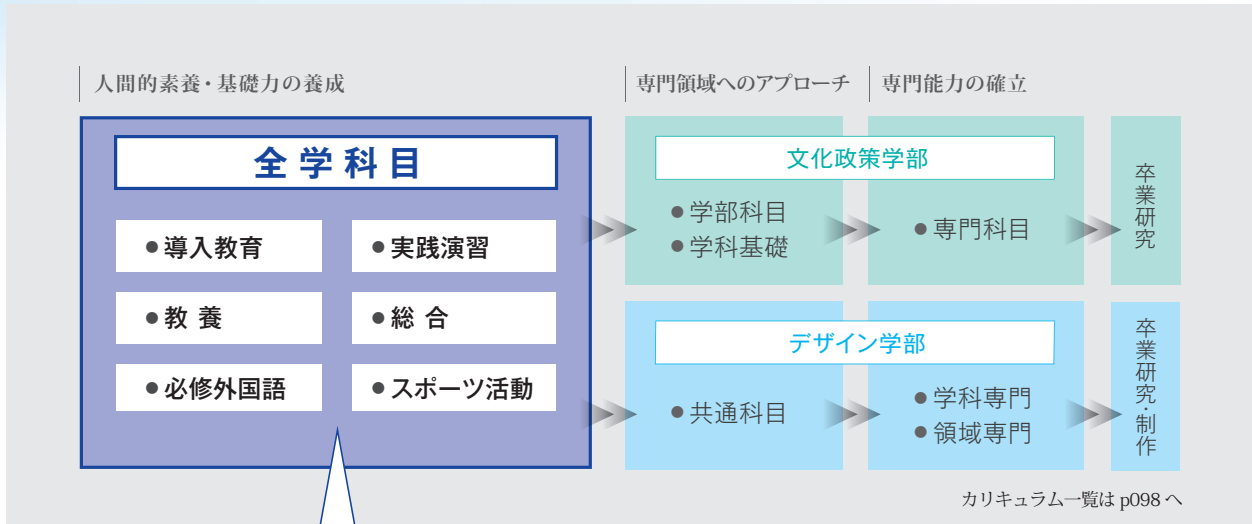 人間的素養・基礎力の養成
専門領域へのアプローチ
専門能力の確立
全学科目
●導入教育
●実践演習
●教 養
●総 合
●必修外国語
●スポーツ活動
文化政策学部
●学部科目
●学科基礎
●専門科目
卒業研究
デザイン学部
●共通科目
●学科専門
●領域専門
卒業研究・制作
カリキュラム一覧は p098 へ